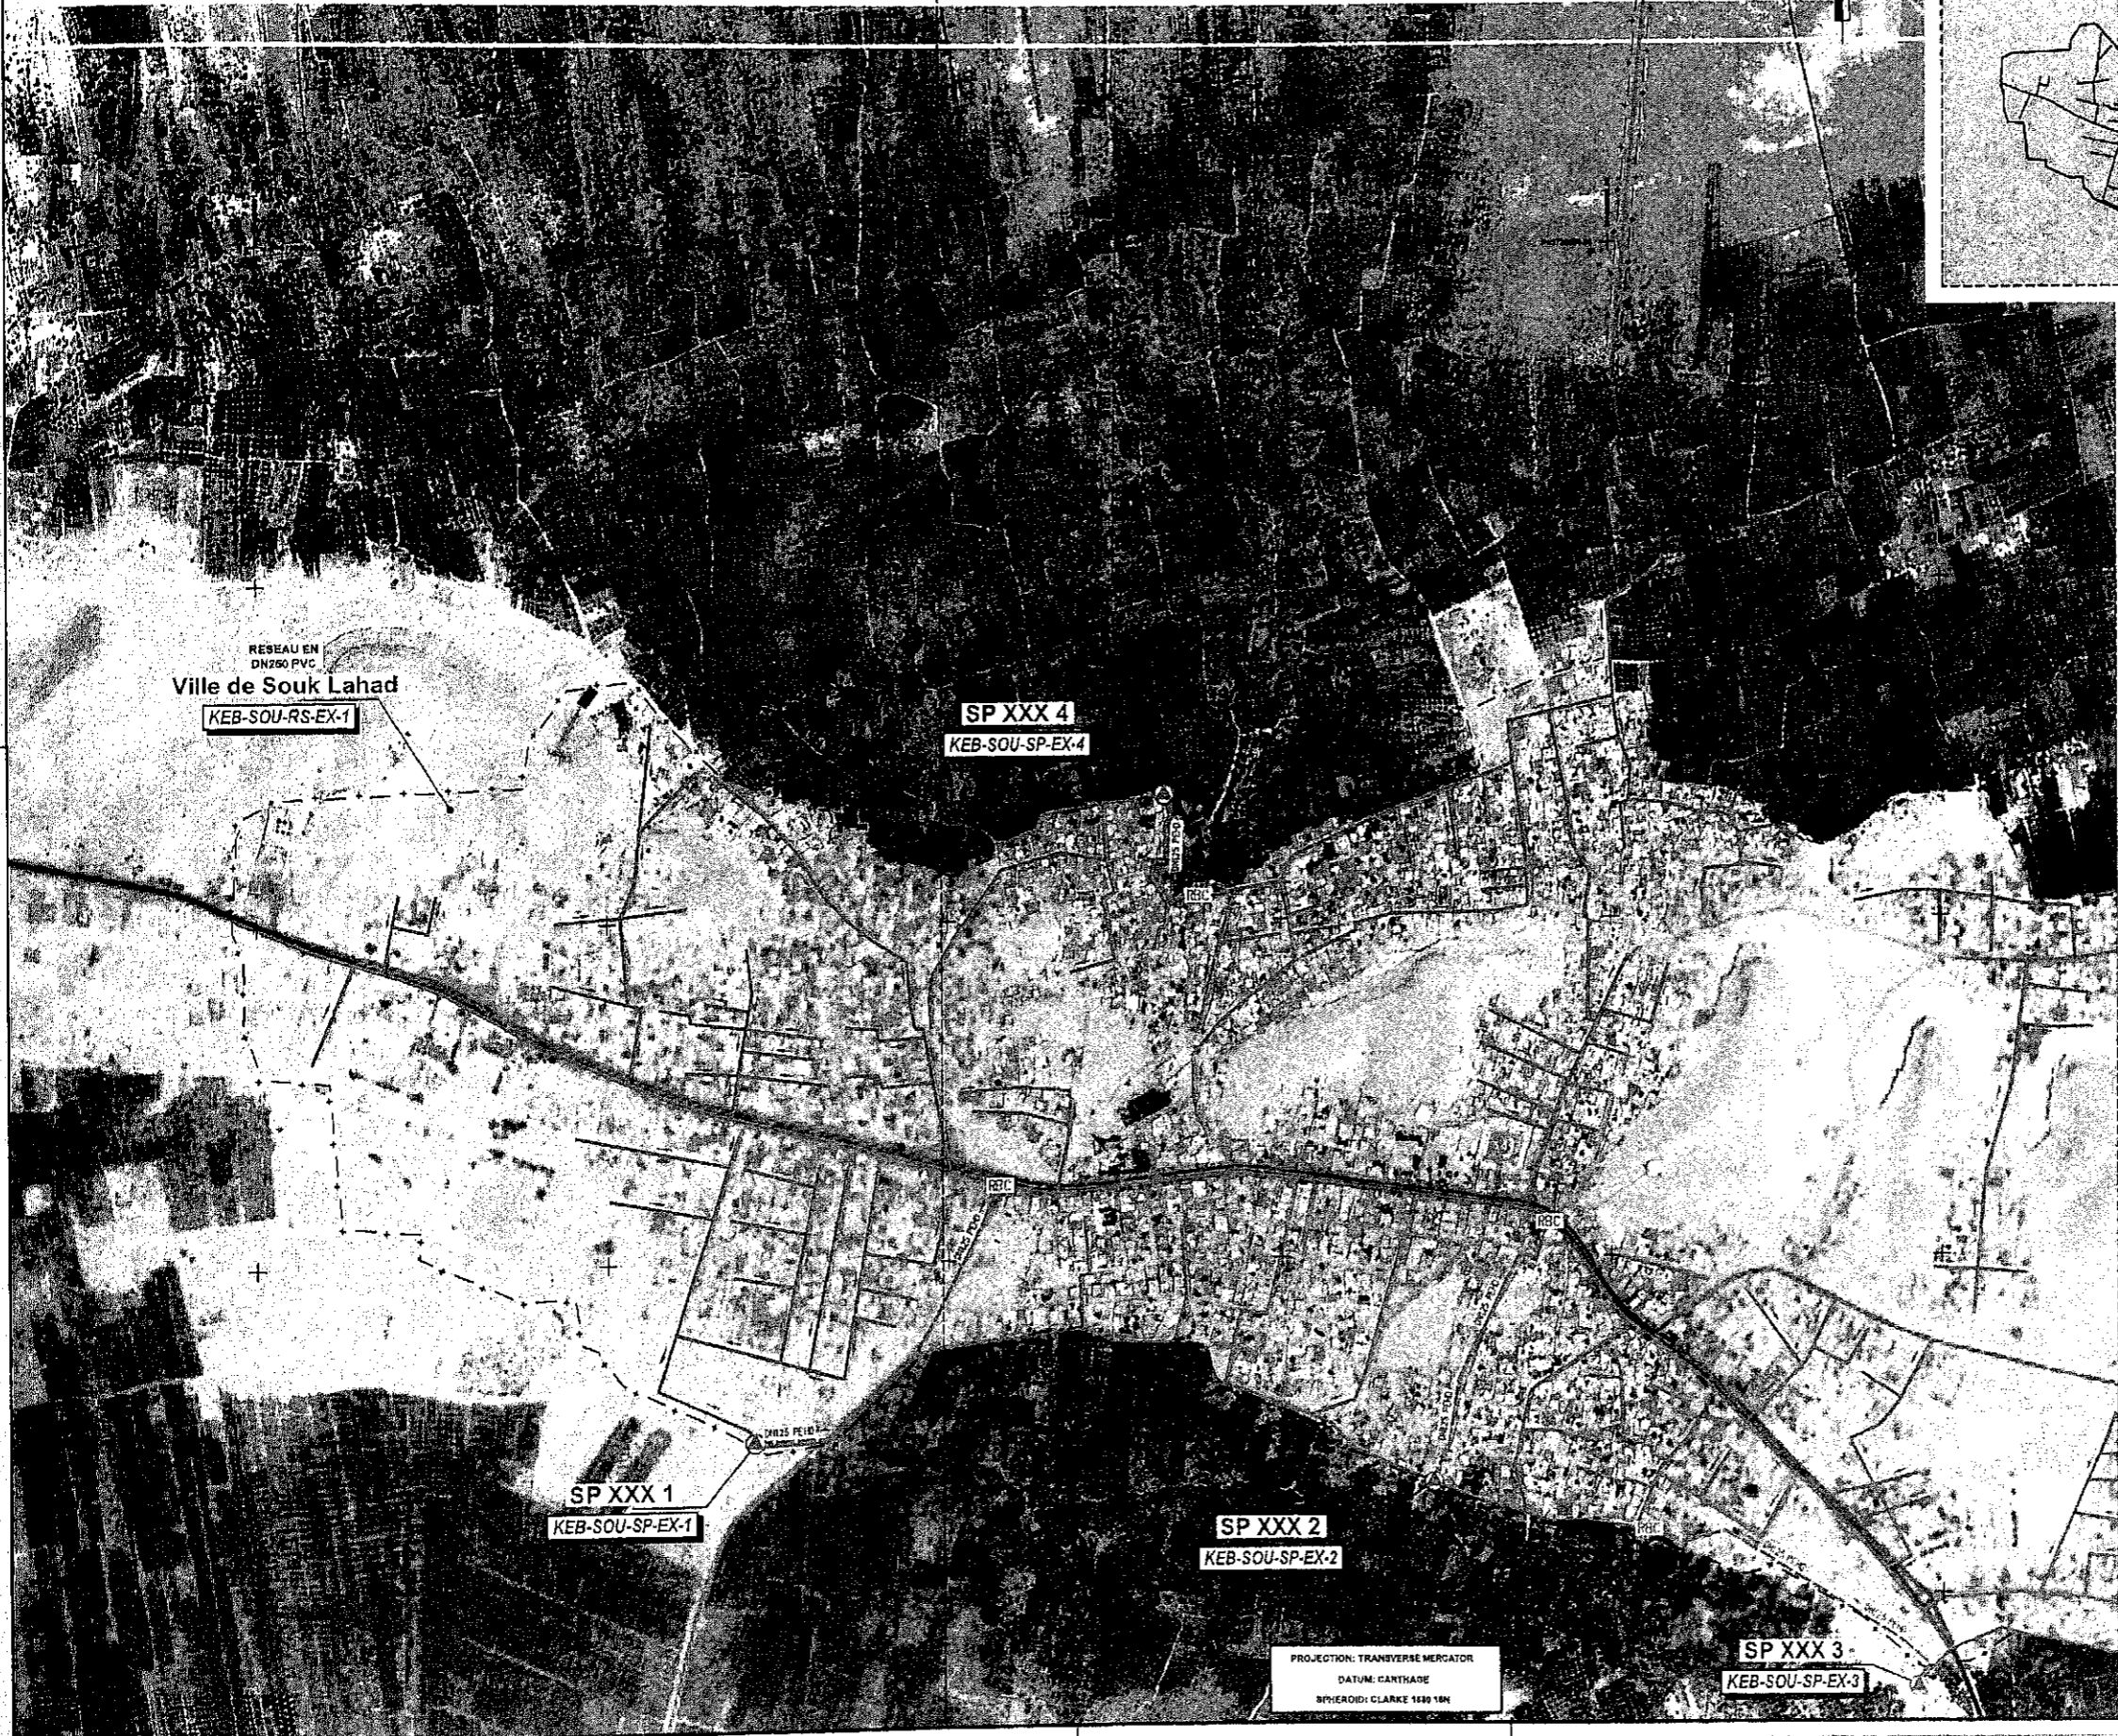 RESEAU EN
DN250 PVC
Ville de Souk Lahad
KEB-SOU-RS-EX-1
SP XXX 4
KEB-SOU-SP-EX-4
RBC
RBC
RBC
DN125 PEHD
SP XXX 1
KEB-SOU-SP-EX-1
SP XXX 2
KEB-SOU-SP-EX-2
SP XXX 3
KEB-SOU-SP-EX-3
PROJECTION: TRANSVERSE MERCATOR
DATUM: CARTHAGE